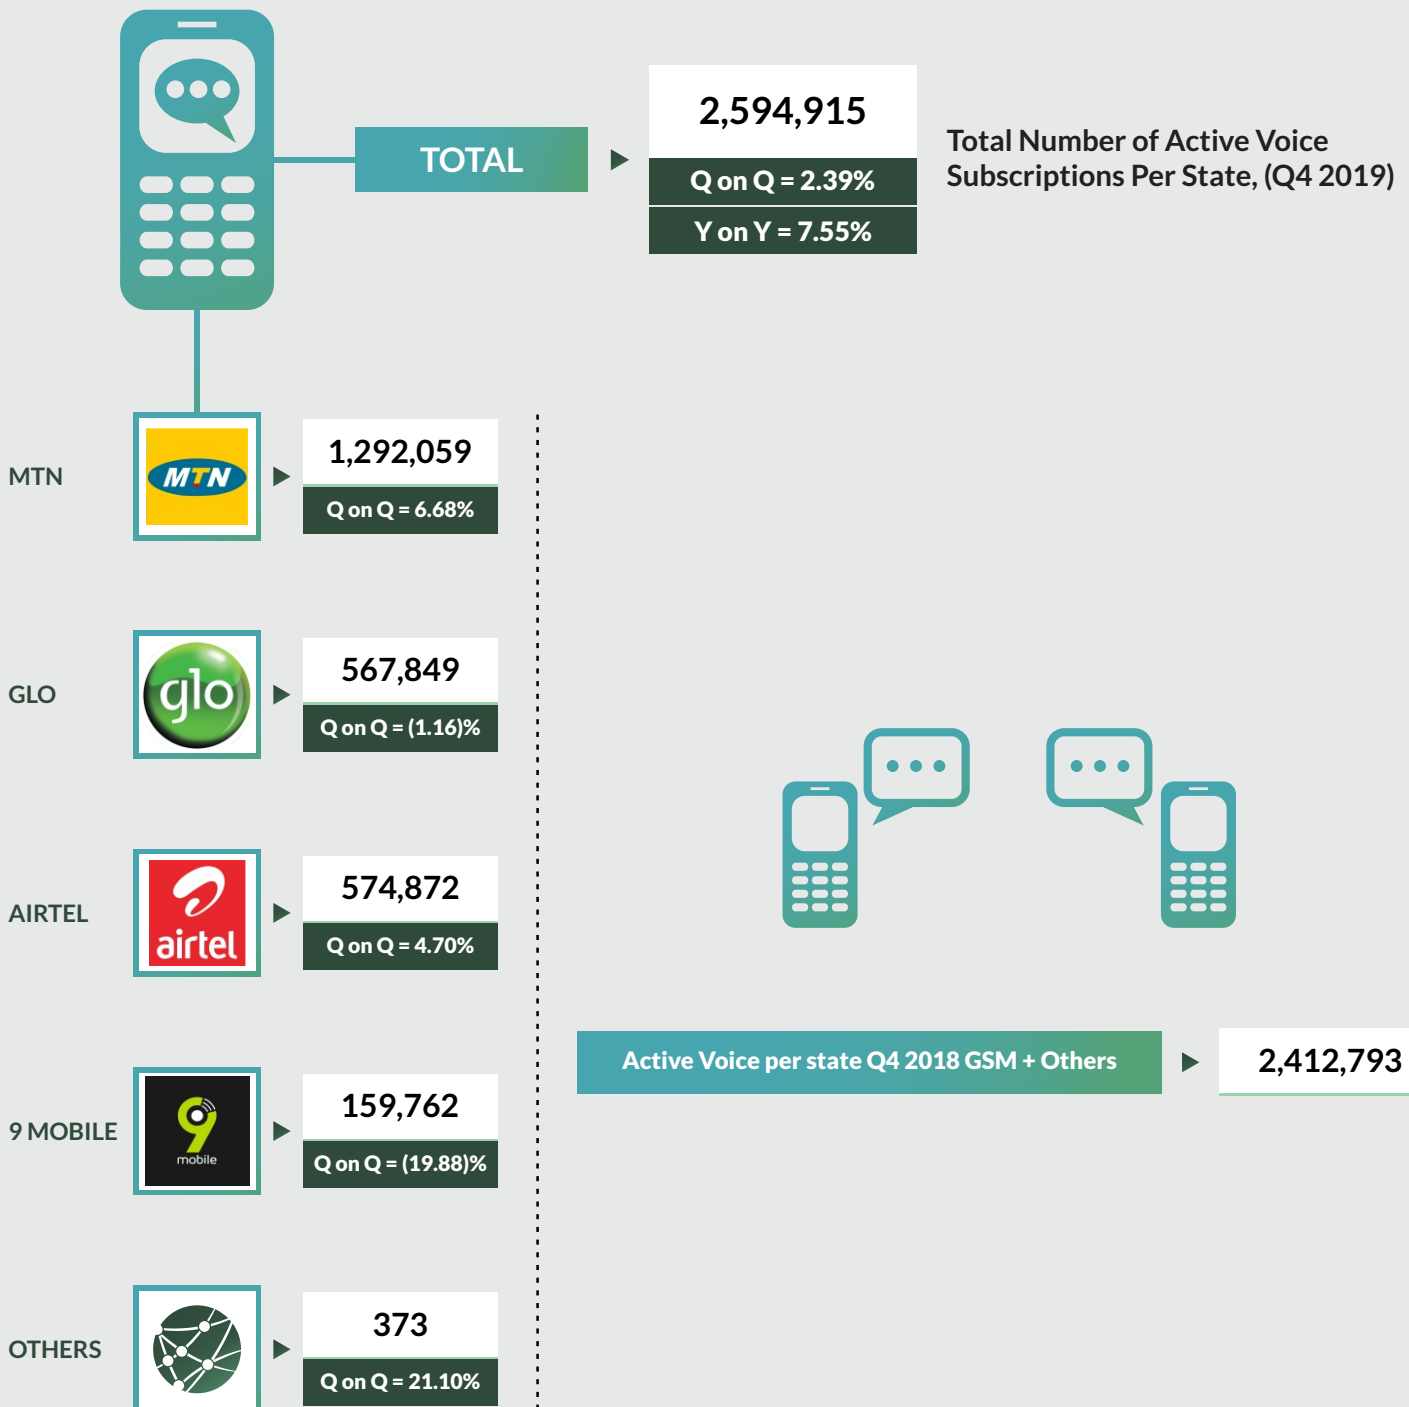 TOTAL
2,594,915
Q on Q = 2.39%
Y on Y = 7.55%
Total Number of Active Voice
Subscriptions Per State, (Q4 2019)
MTN
MTN
1,292,059
Q on Q = 6.68%
GLO
glo
567,849
Q on Q = (1.16)%
AIRTEL
airtel
574,872
Q on Q = 4.70%
Active Voice per state Q4 2018 GSM + Others
2,412,793
9 MOBILE
9
mobile
159,762
Q on Q = (19.88)%
OTHERS
373
Q on Q = 21.10%